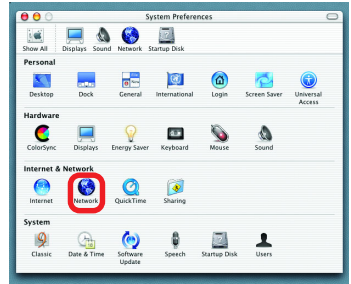 System Preferences
Show All Displays Sound Network Startup Disk
Personal
Desktop Dock General International Login Screen Saver Universal Access
Hardware
ColorSync Displays Energy Saver Keyboard Mouse Sound
Internet & Network
Internet Network QuickTime Sharing
System
Classic Date & Time Software Update Speech Startup Disk Users